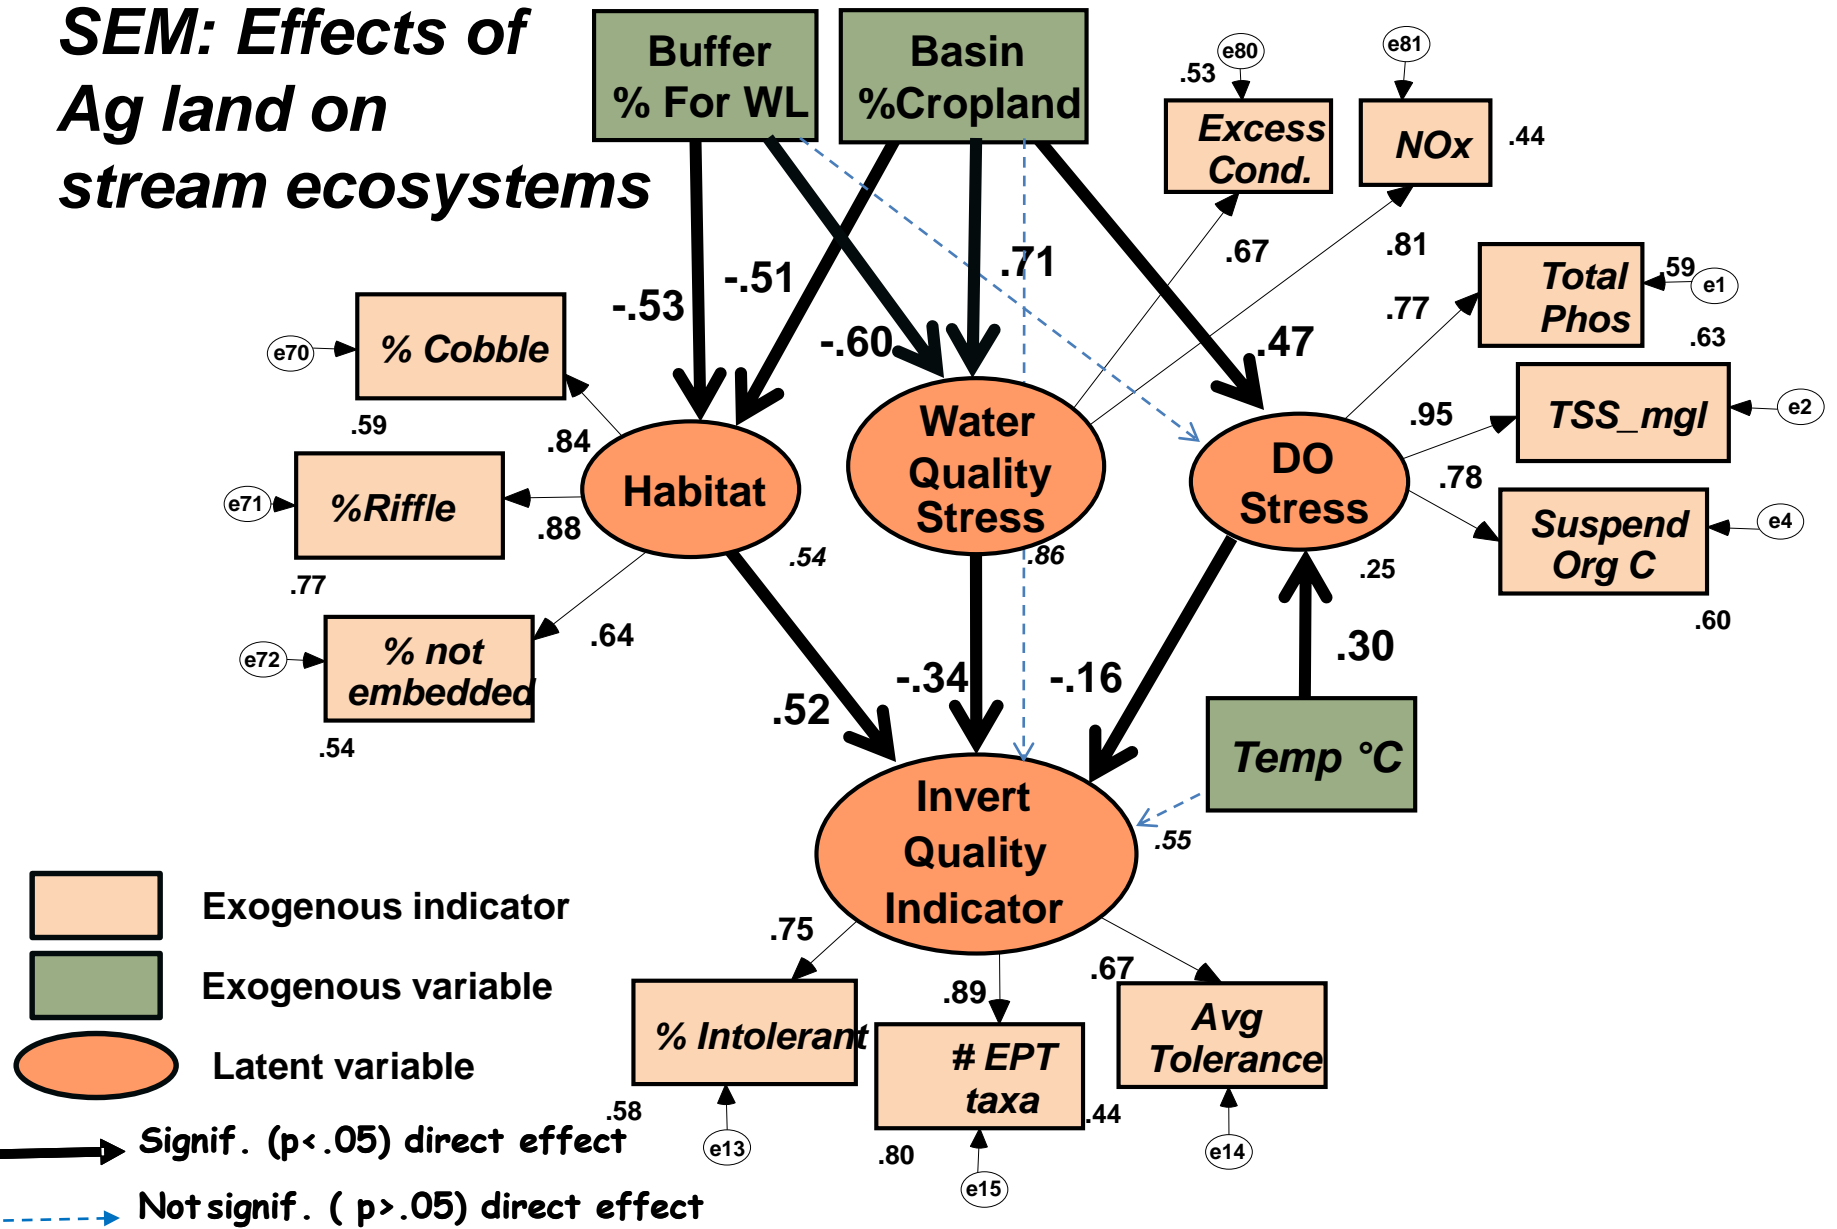 SEM: Effects of
Ag land on
stream ecosystems
Buffer
% For WL
Basin
%Cropland
e80
e81
.53
Excess
Cond.
NOx
.44
.67
.81
-.53
-.51
-.60
.71
.47
.77
Total
Phos
.59
e1
.63
% Cobble
e70
.59
.84
Water
Quality
Stress
.95
TSS_mgl
e2
%Riffle
e71
.88
.77
Habitat
.54
.86
DO
Stress
.25
.78
Suspend
Org C
e4
.60
% not
embedded
e72
.64
.54
.52
-.34
-.16
.30
Temp °C
.55
Invert
Quality
Indicator
.75
.89
.67
% Intolerant
.58
e13
# EPT
taxa
.80
e15
Avg
Tolerance
.44
e14
Exogenous indicator
Exogenous variable
Latent variable
Signif. (p<.05) direct effect
Not signif. ( p>.05) direct effect